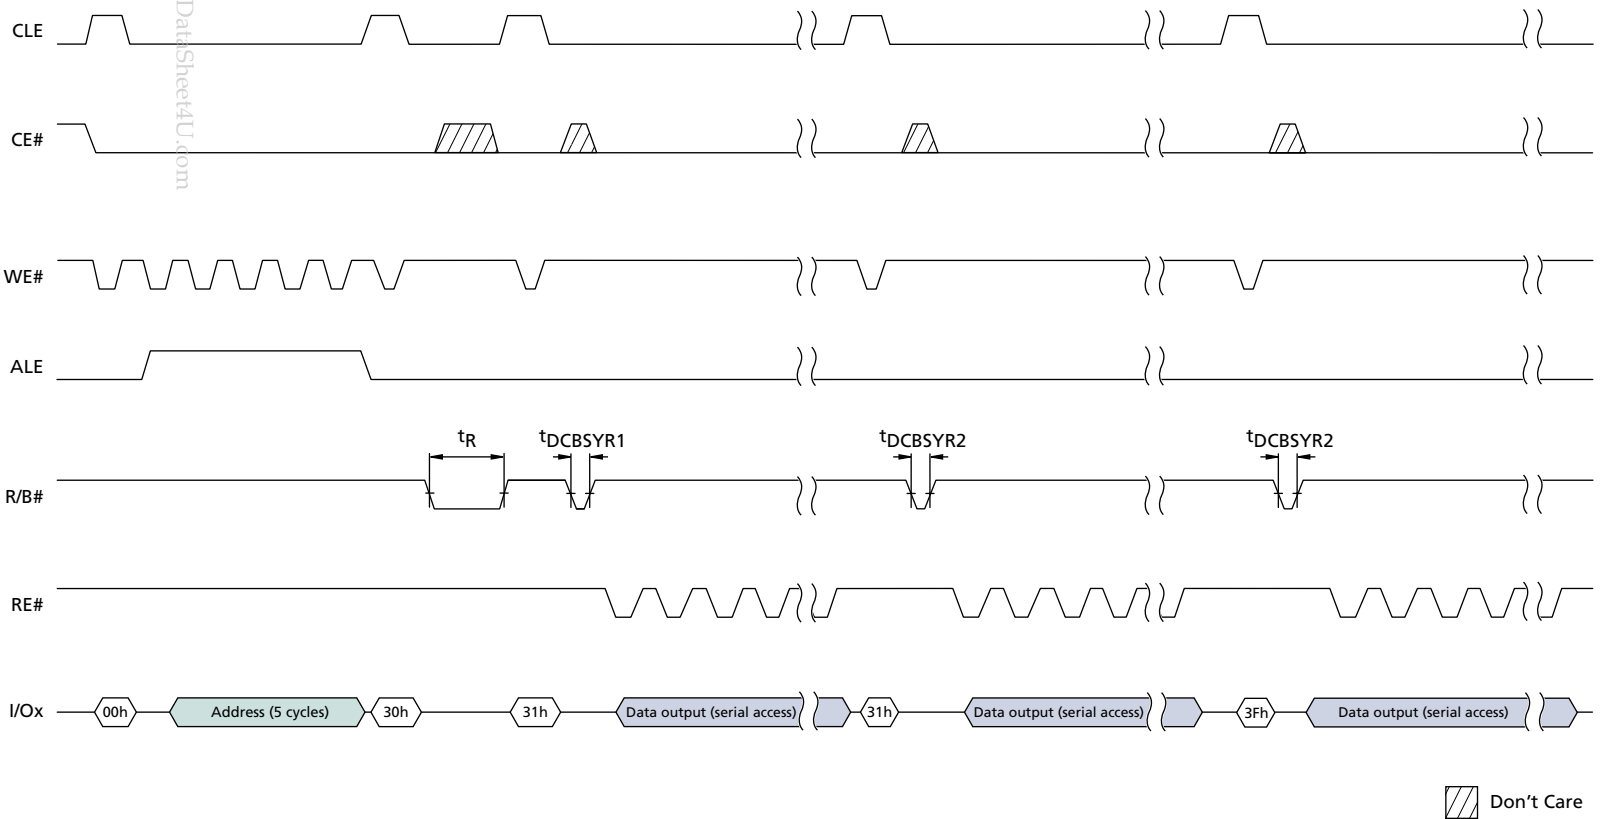 DataSheet4U.com
CLE
CE#
WE#
ALE
tR tDCBSYR1 tDCBSYR2 tDCBSYR2
R/B#
RE#
I/Ox 00h Address (5 cycles) 30h 31h Data output (serial access) 31h Data output (serial access) 3Fh Data output (serial access)
Don't Care